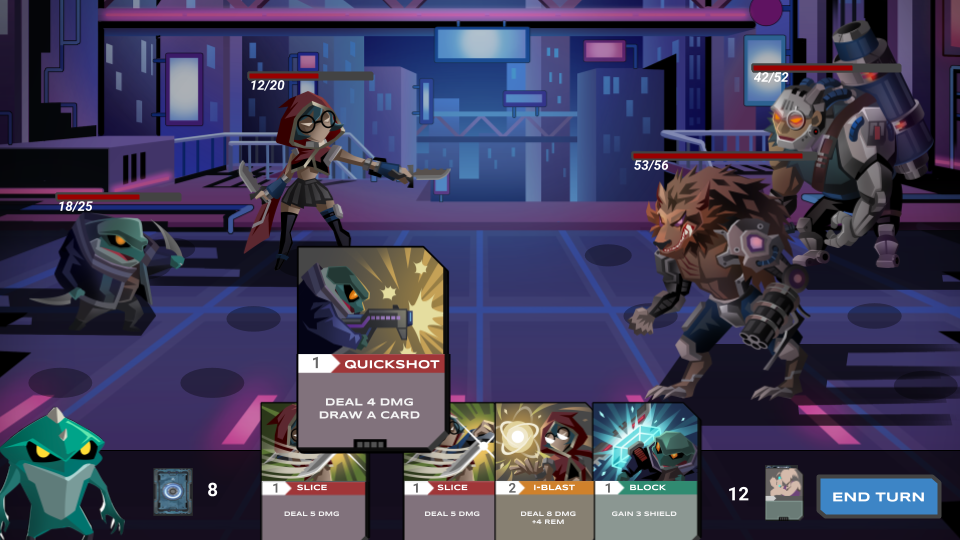 12/20
42/52
53/56
18/25
1 QUICKSHOT
DEAL 4 DMG
DRAW A CARD
1 SLICE
DEAL 5 DMG
1 SLICE
DEAL 5 DMG
2 I-BLAST
DEAL 8 DMG
+4 REM
1 BLOCK
GAIN 3 SHIELD
8
12
END TURN